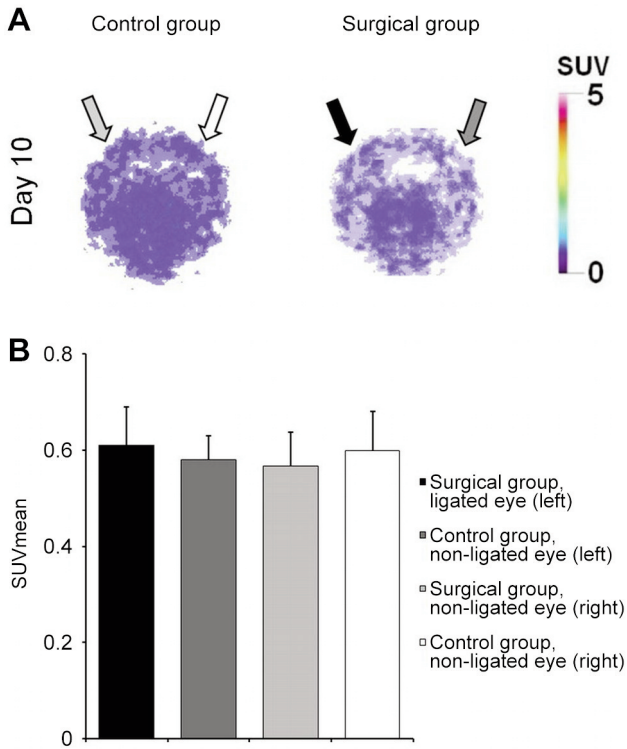 A
Control group
Surgical group
SUV
5
0
Day 10
B
0.8
0.6
0.4
0.2
0
SUVmean
Surgical group,
ligated eye (left)
Control group,
non-ligated eye (left)
Surgical group,
non-ligated eye (right)
Control group,
non-ligated eye (right)